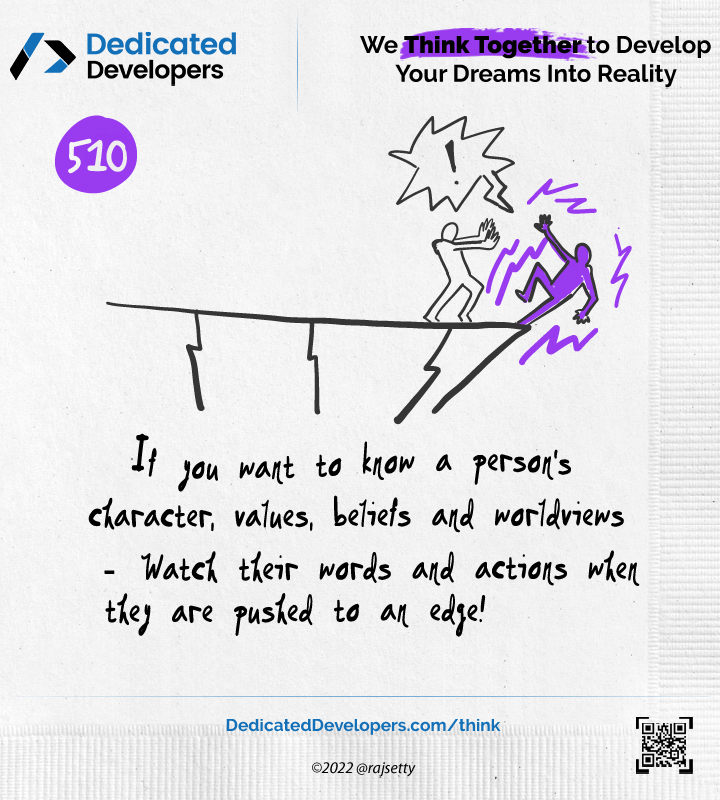 Dedicated
Developers
We Think Together to Develop
Your Dreams Into Reality
510
!
If you want to know a person's
character, values, beliefs and worldviews
- Watch their words and actions when
they are pushed to an edge!
DedicatedDevelopers.com/think
©2022 @rajsetty